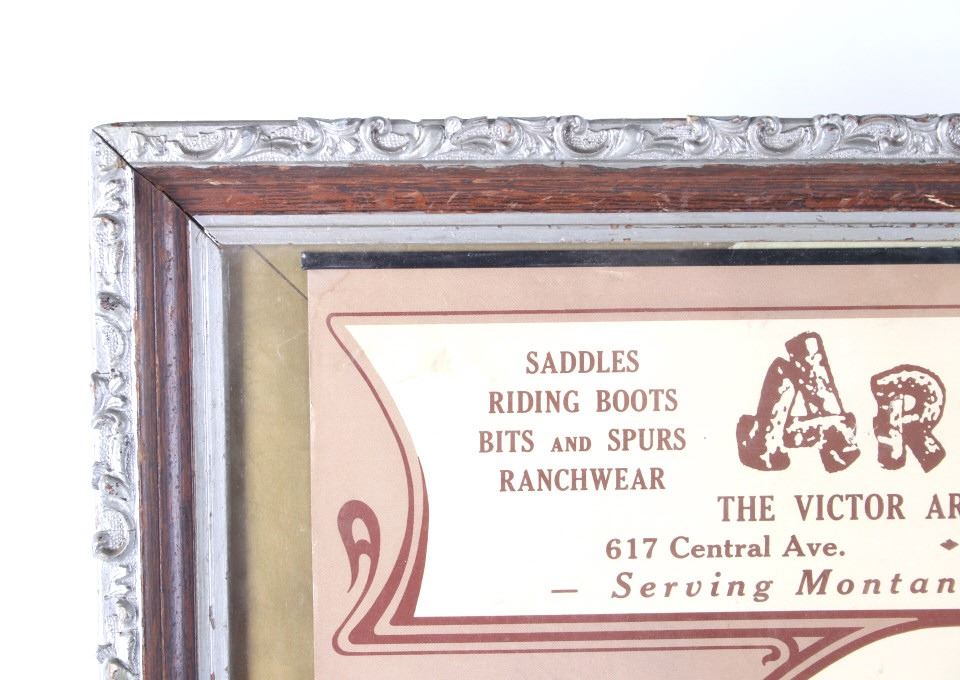 SADDLES
RIDING BOOTS
BITS AND SPURS
RANCHWEAR
AR
THE VICTOR AR
617 Central Ave. ◆
— Serving Montan